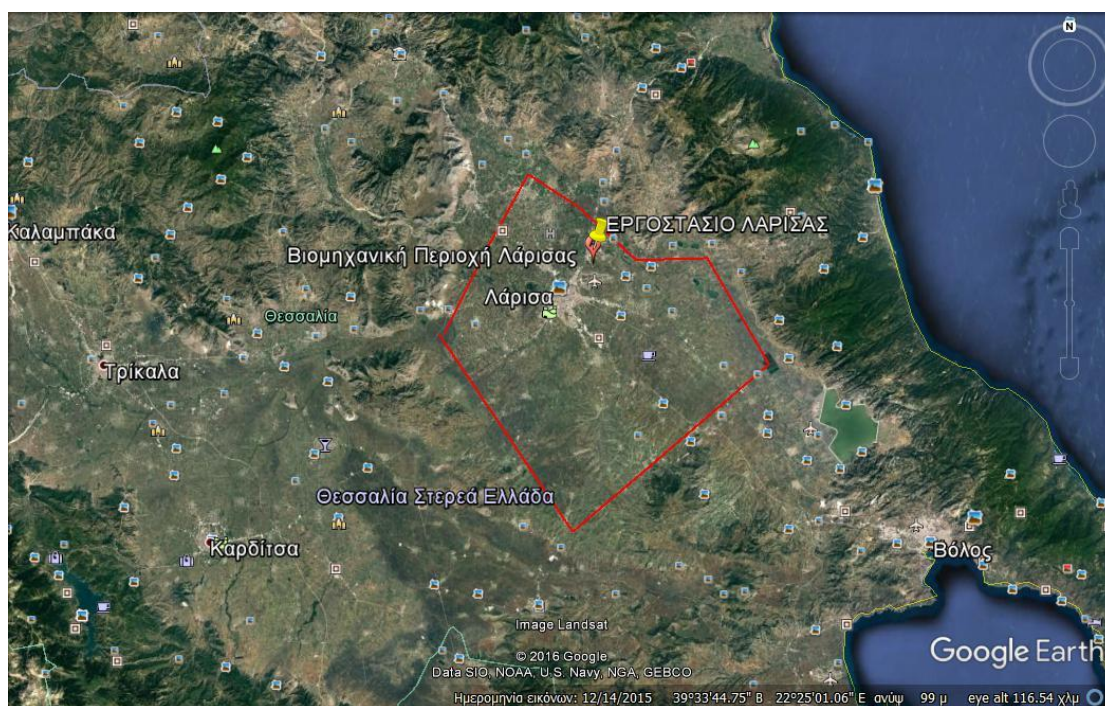 N
ΕΡΓΟΣΤΑΣΙΟ ΛΑΡΙΣΑΣ
Καλαμπάκα
Βιομηχανική Περιοχή Λάρισας
Λάρισα
Θεσσαλία
Τρίκαλα
Θεσσαλία Στερεά Ελλάδα
Καρδίτσα
Βόλος
Image Landsat
© 2016 Google
Data SIO, NOAA, U.S. Navy, NGA, GEBCO
Google Earth
Ημερομηνία εικόνων: 12/14/2015 39°33'44.75" Β 22°25'01.06" Ε ανύψ 99 μ eye alt 116.54 χλμ